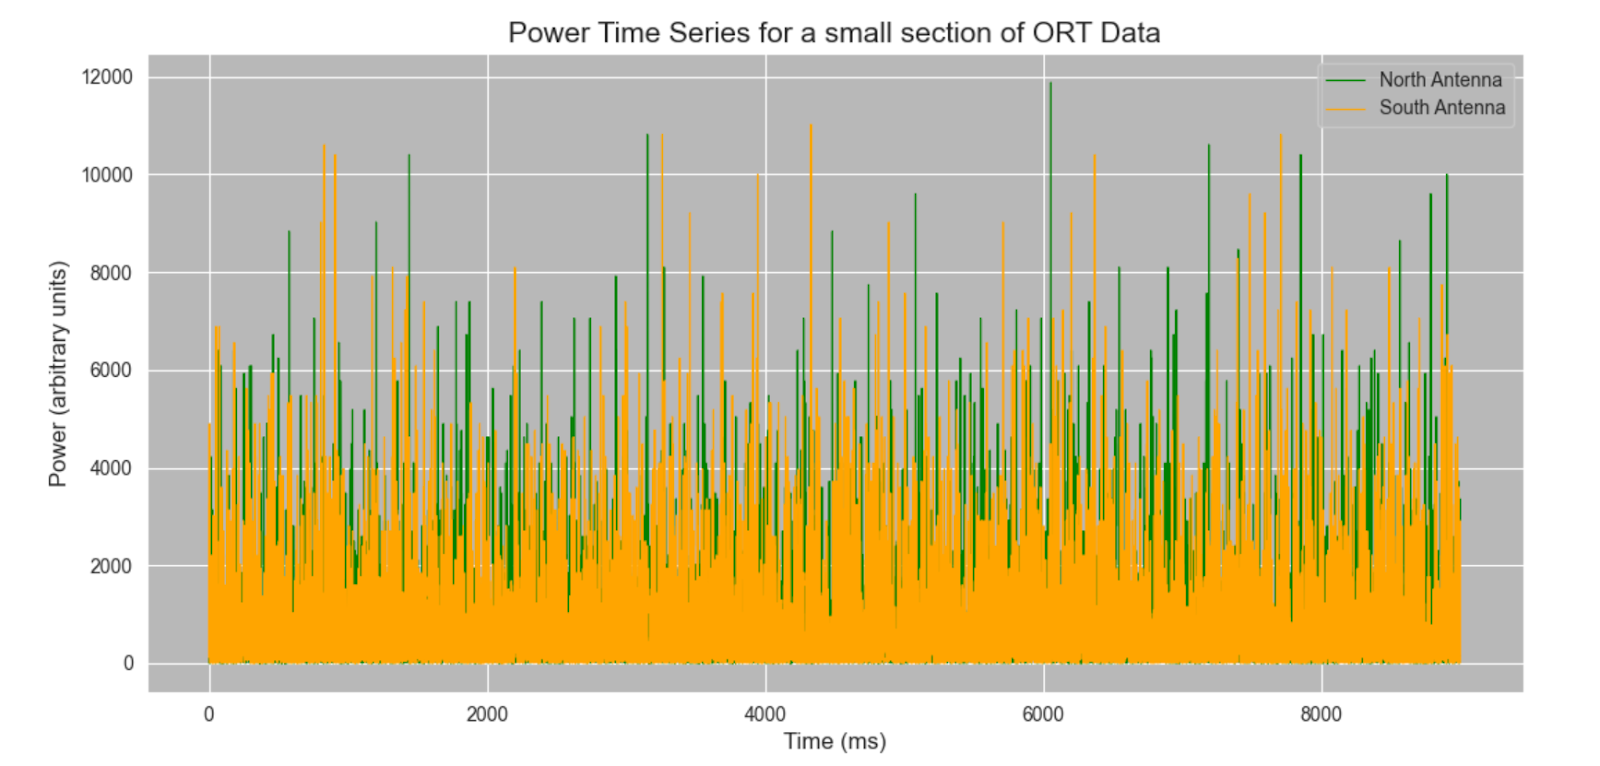 Power Time Series for a small section of ORT Data
North Antenna
South Antenna
12000
10000
8000
6000
4000
2000
0
Power (arbitrary units)
0 2000 4000 6000 8000
Time (ms)